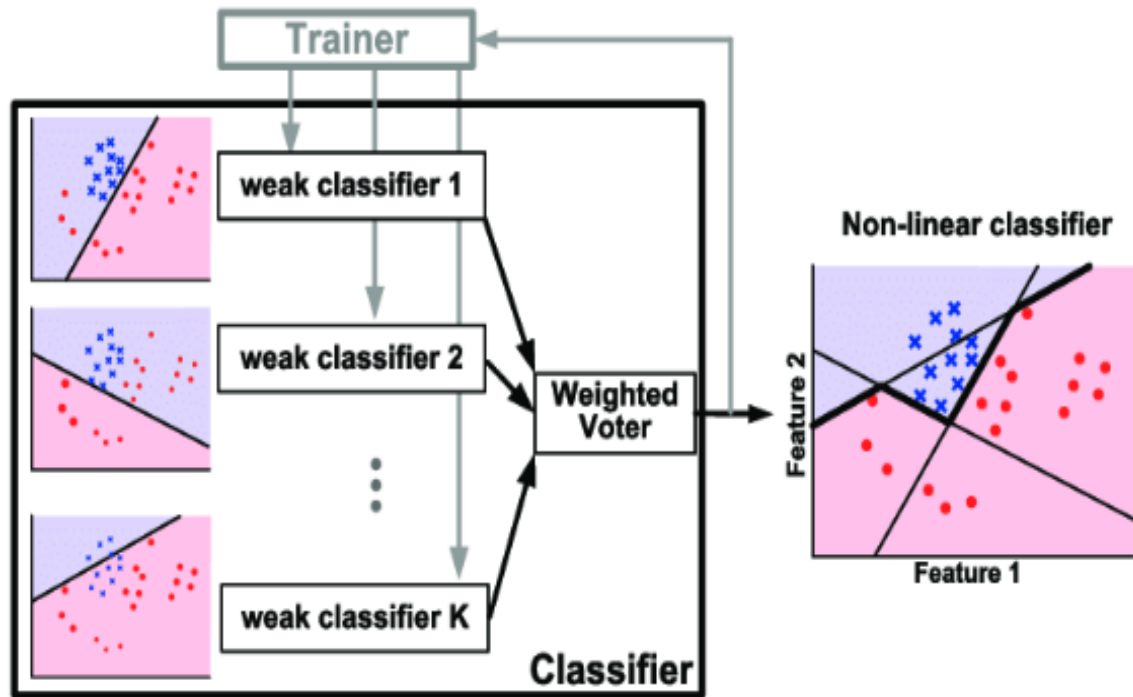 Trainer
weak classifier 1
weak classifier 2
weak classifier K
Weighted
Voter
Classifier
Non-linear classifier
Feature 2
Feature 1